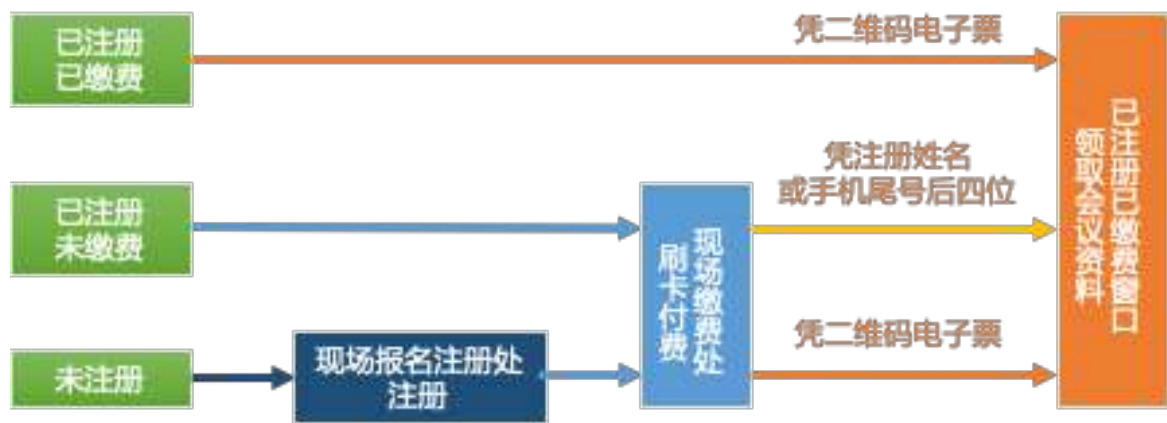 已注册
已缴费
凭二维码电子票
已注册
未缴费
凭注册姓名
或手机尾号后四位
现场缴费处
刷卡付费
未注册
现场报名注册处
注册
凭二维码电子票
已注册已缴费窗口
领取会议资料